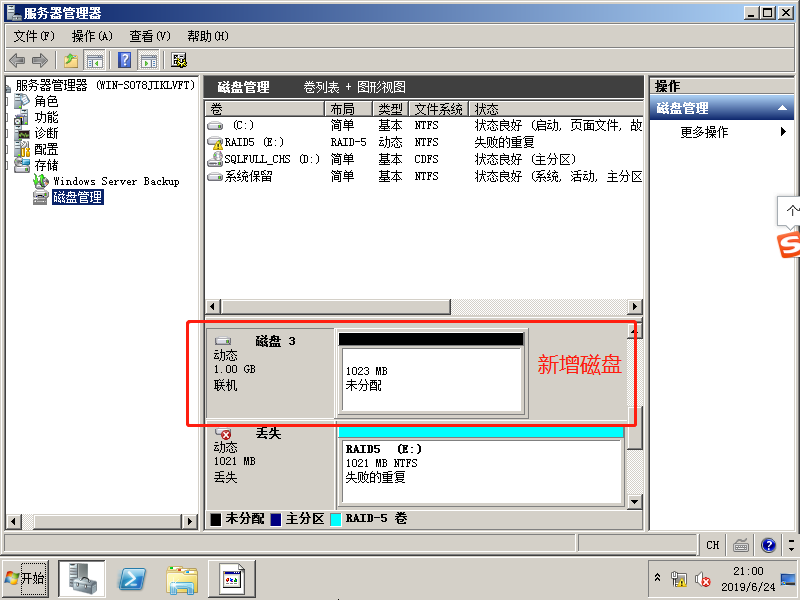 服务器管理器
文件(F) 操作(A) 查看(V) 帮助(H)
服务器管理器 (WIN-SO78JIKLVFT)
角色
功能
诊断
配置
存储
Windows Server Backup
磁盘管理
磁盘管理 卷列表 + 图形视图
卷 布局 类型 文件系统 状态
(C:) 简单 基本 NTFS 状态良好 (启动, 页面文件, 故
RAID5 (E:) RAID-5 动态 NTFS 失败的重复
SQLFULL_CHS (D:) 简单 基本 CDFS 状态良好 (主分区)
系统保留 简单 基本 NTFS 状态良好 (系统, 活动, 主分区
磁盘 3
动态
1.00 GB
联机
1023 MB
未分配
新增磁盘
丢失
动态
1021 MB
丢失
RAID5 (E:)
1021 MB NTFS
失败的重复
未分配 主分区 RAID-5 卷
操作
磁盘管理
更多操作
个
CH
开始
21:00
2019/6/24